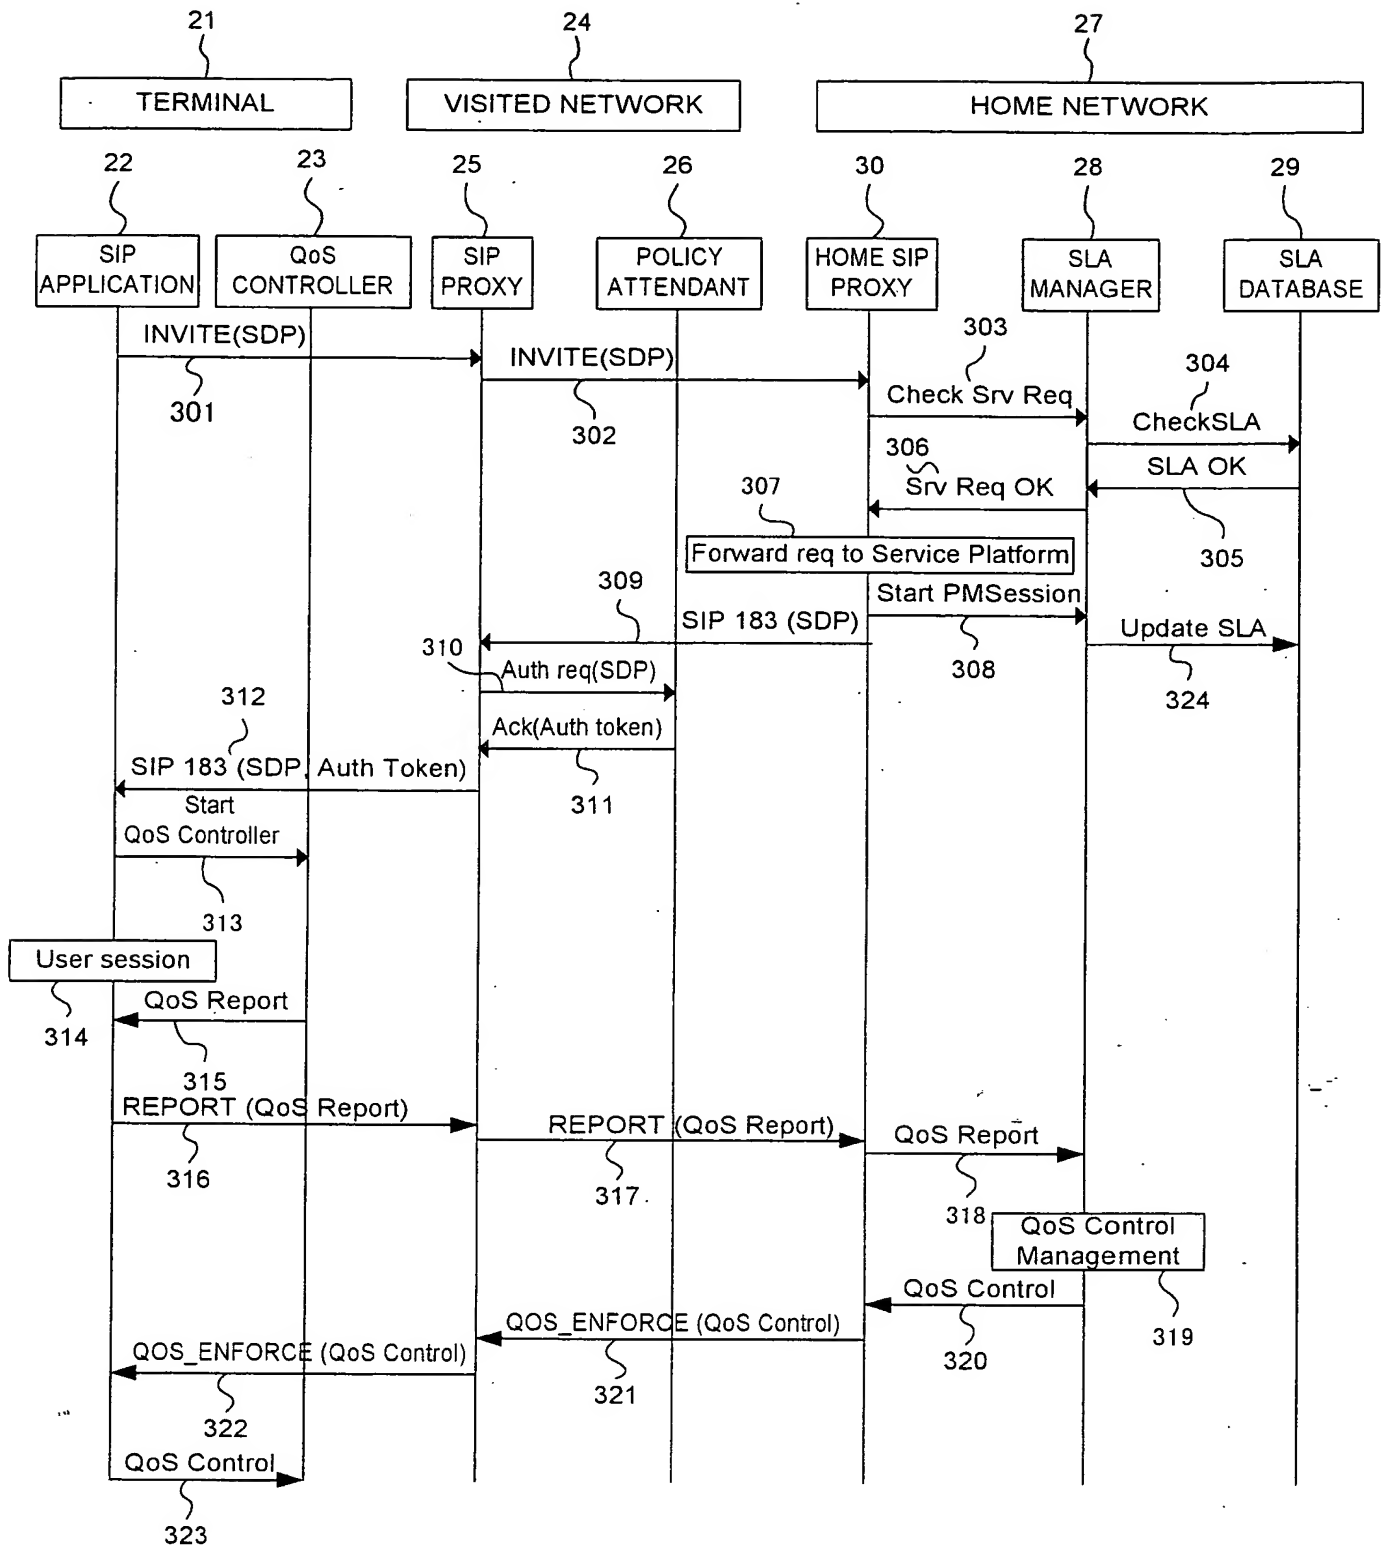 21
24
27
TERMINAL
VISITED NETWORK
HOME NETWORK
22
23
25
26
30
28
29
SIP
APPLICATION
QoS
CONTROLLER
SIP
PROXY
POLICY
ATTENDANT
HOME SIP
PROXY
SLA
MANAGER
SLA
DATABASE
INVITE(SDP)
301
INVITE(SDP)
302
303
Check Srv Req
304
CheckSLA
306
SLA OK
305
Srv Req OK
307
Forward req to Service Platform
309
Start PMSession
308
SIP 183 (SDP)
Update SLA
324
310
Auth req(SDP)
312
Ack(Auth token)
311
SIP 183 (SDP, Auth Token)
Start
QoS Controller
313
User session
314
QoS Report
315
REPORT (QoS Report)
316
REPORT (QoS Report)
317
QoS Report
318
QoS Control
Management
319
QoS Control
320
QOS_ENFORCE (QoS Control)
321
QOS_ENFORCE (QoS Control)
322
QoS Control
323